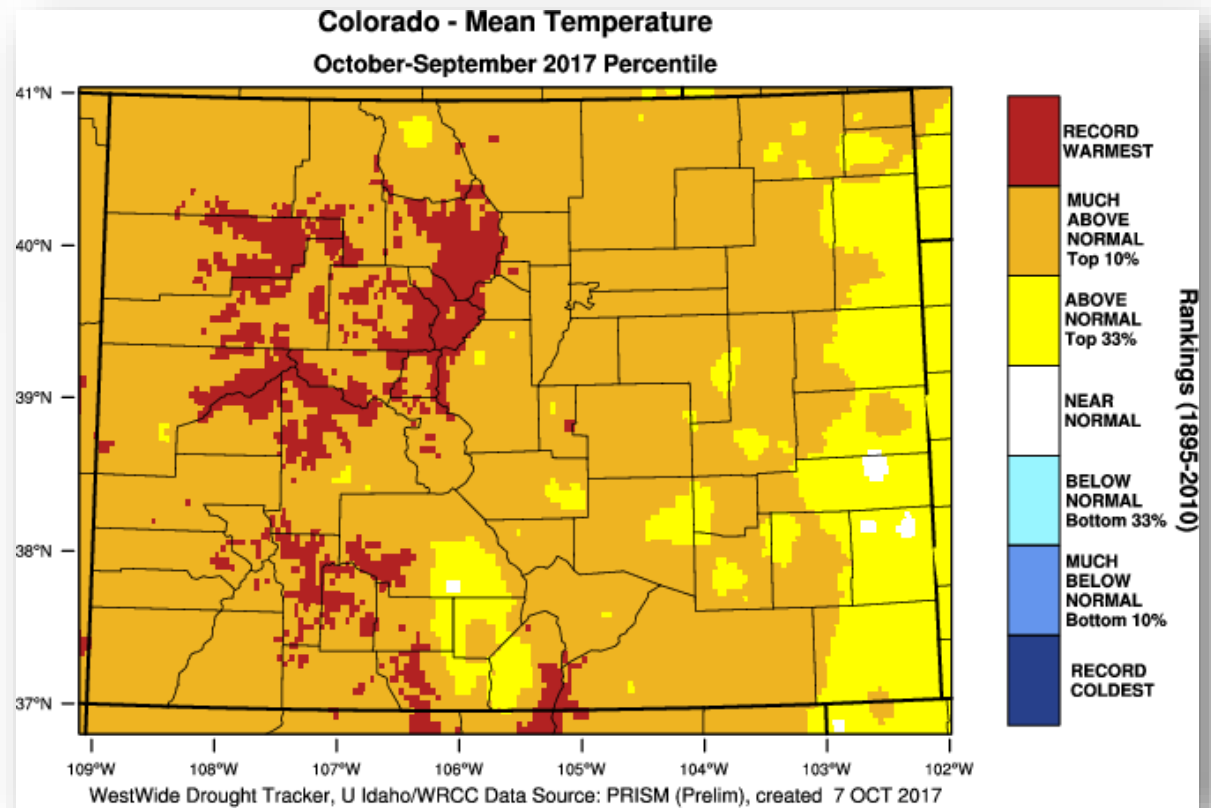 Colorado - Mean Temperature
October-September 2017 Percentile
41°N
40°N
39°N
38°N
37°N
109°W 108°W 107°W 106°W 105°W 104°W 103°W 102°W
RECORD
WARMEST
MUCH
ABOVE
NORMAL
Top 10%
ABOVE
NORMAL
Top 33%
NEAR
NORMAL
BELOW
NORMAL
Bottom 33%
MUCH
BELOW
NORMAL
Bottom 10%
RECORD
COLDEST
Rankings (1895-2010)
WestWide Drought Tracker, U Idaho/WRCC Data Source: PRISM (Prelim), created 7 OCT 2017